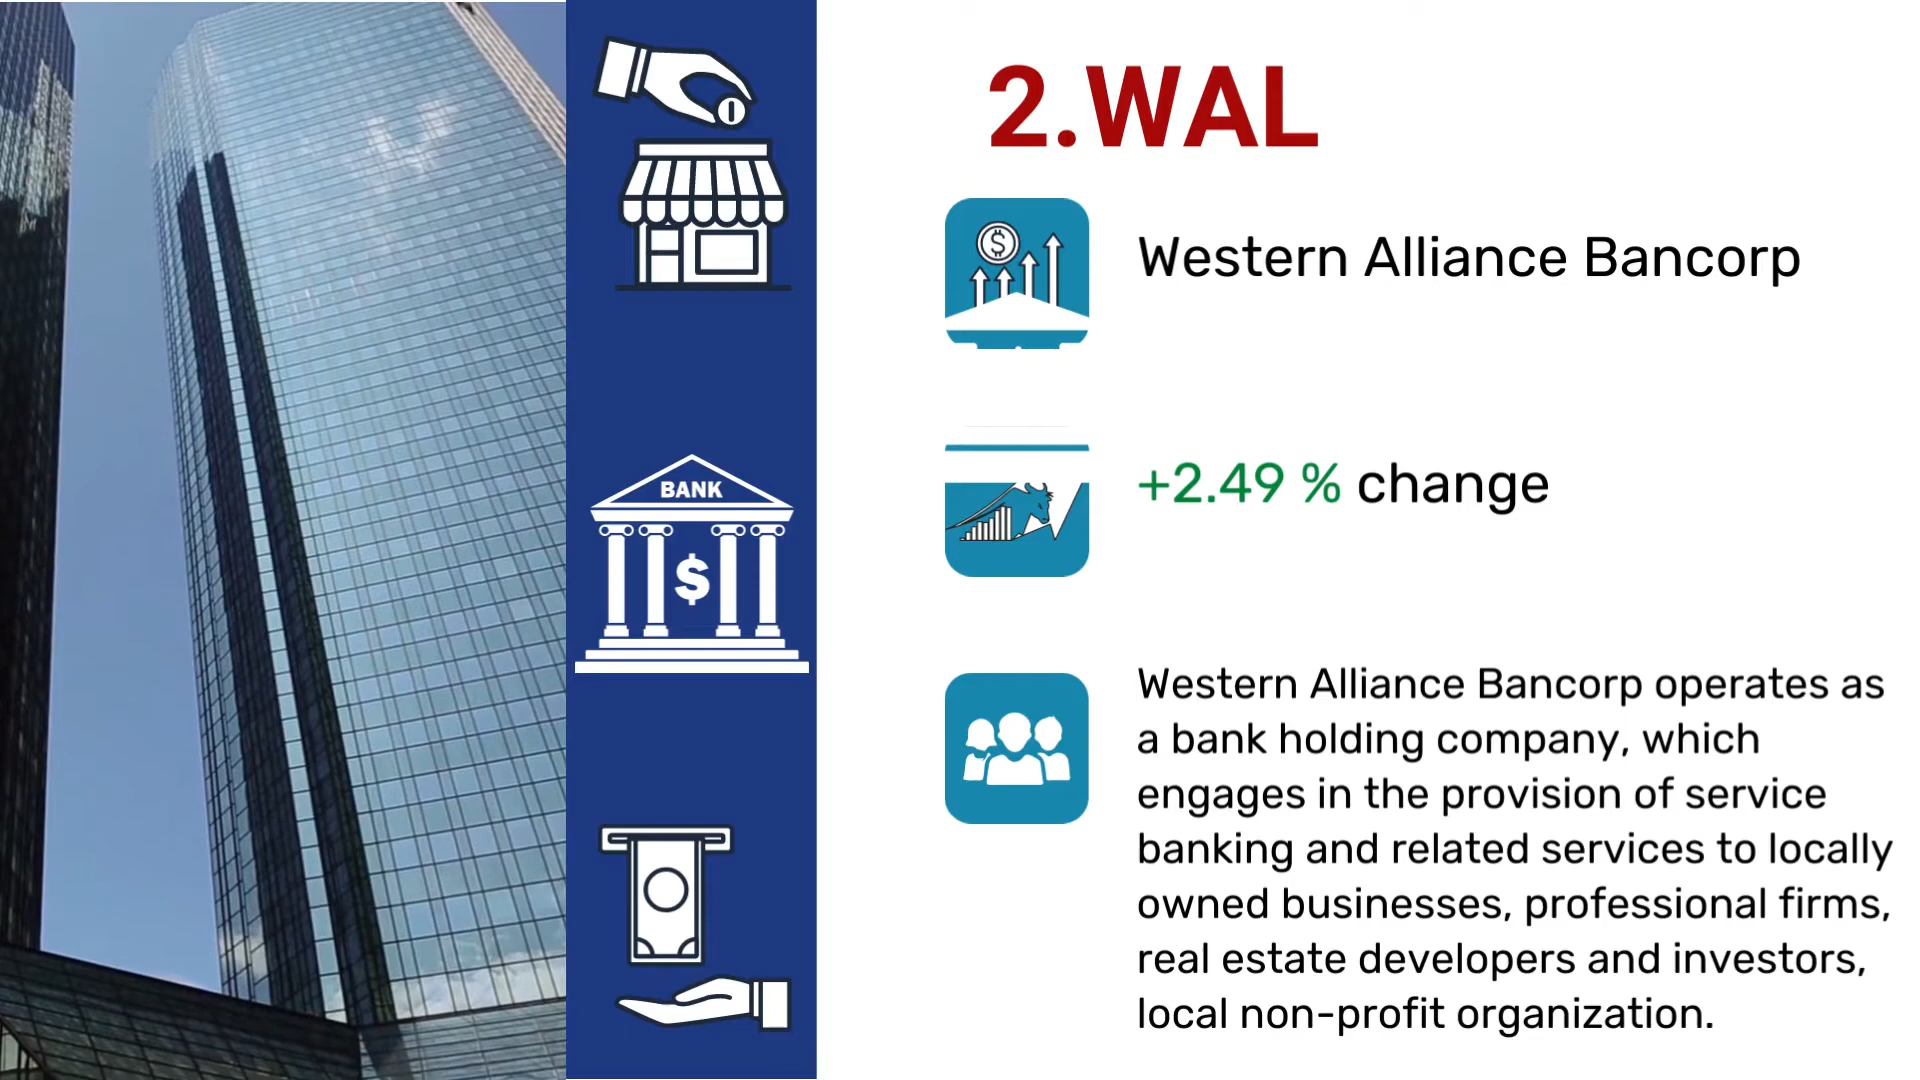 2.WAL
Western Alliance Bancorp
+2.49 % change
BANK
$
$
Western Alliance Bancorp operates as
a bank holding company, which
engages in the provision of service
banking and related services to locally
owned businesses, professional firms,
real estate developers and investors,
local non-profit organization.